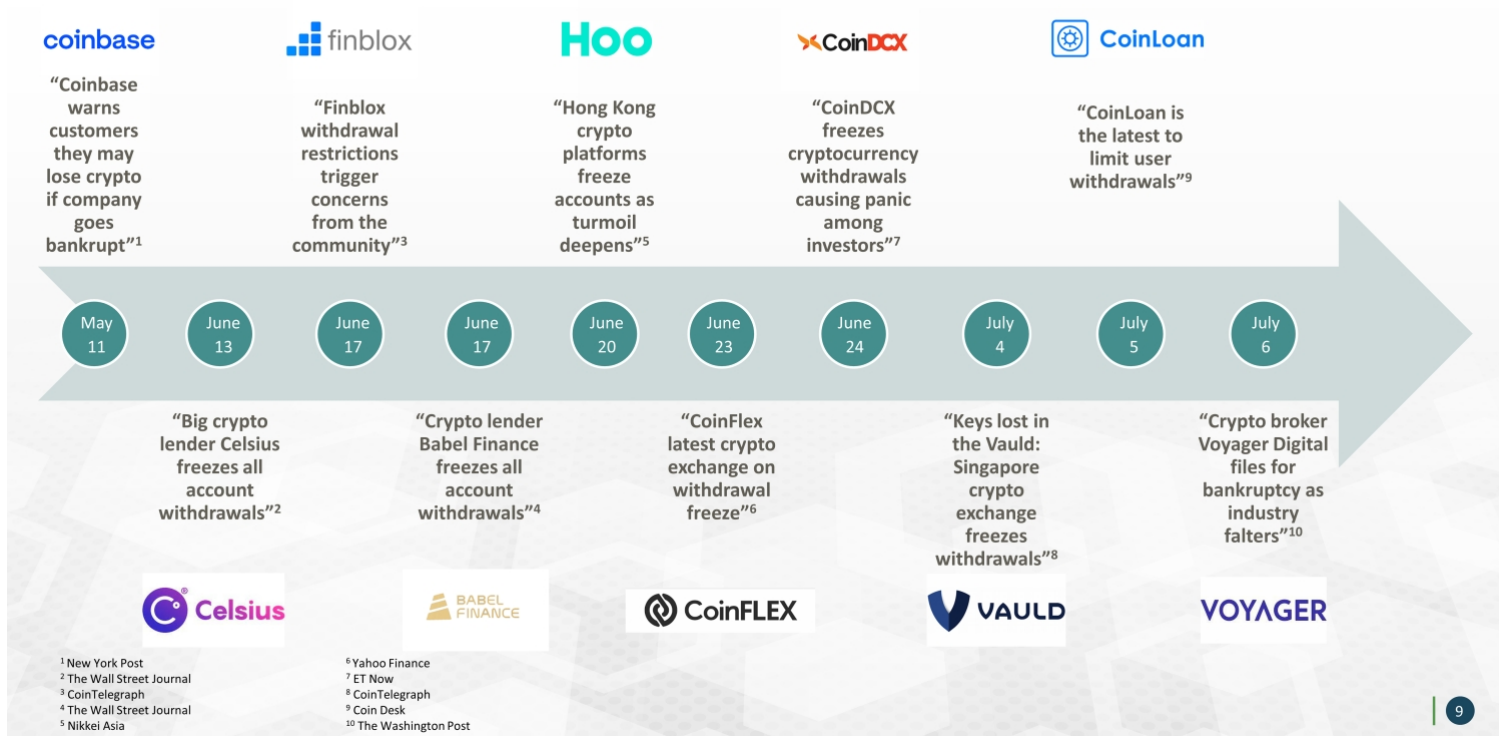 coinbase
“Coinbase
warns
customers
they may
lose crypto
if company
goes
bankrupt”1
finblox
“Finblox
withdrawal
restrictions
trigger
concerns
from the
community”3
Hoo
“Hong Kong
crypto
platforms
freeze
accounts as
turmoil
deepens”5
CoinDCX
“CoinDCX
freezes
cryptocurrency
withdrawals
causing panic
among
investors”7
CoinLoan
“CoinLoan is
the latest to
limit user
withdrawals”9
May
11
June
13
June
17
June
17
June
20
June
23
June
24
July
4
July
5
July
6
“Big crypto
lender Celsius
freezes all
account
withdrawals”2
Celsius®
“Crypto lender
Babel Finance
freezes all
account
withdrawals”4
BABEL
FINANCE
“CoinFlex
latest crypto
exchange on
withdrawal
freeze”6
CoinFLEX
“Keys lost in
the Vauld:
Singapore
crypto
exchange
freezes
withdrawals”8
VAULD
“Crypto broker
Voyager Digital
files for
bankruptcy as
industry
falters”10
VOYAGER
1 New York Post
2 The Wall Street Journal
3 CoinTelegraph
4 The Wall Street Journal
5 Nikkei Asia
6 Yahoo Finance
7 ET Now
8 CoinTelegraph
9 Coin Desk
10 The Washington Post
9